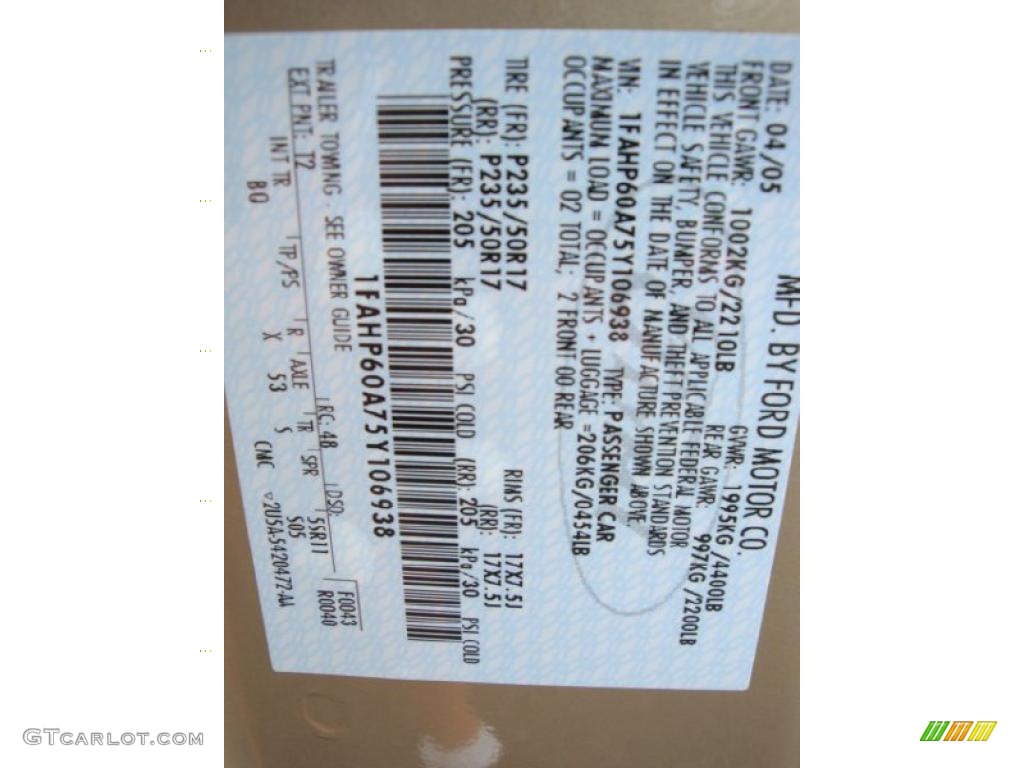 MFD. BY FORD MOTOR CO.
DATE: 04/05 GVWR: 1995KG / 4400LB
FRONT GAWR: 1002KG/2210LB REAR GAWR: 997KG /2200LB
THIS VEHICLE CONFORMS TO ALL APPLICABLE FEDERAL MOTOR
VEHICLE SAFETY, BUMPER, AND THEFT PREVENTION STANDARDS
IN EFFECT ON THE DATE OF MANUFACTURE SHOWN ABOVE.
VIN: 1FAHP60A75Y106938 TYPE: PASSENGER CAR
MAXIMUM LOAD = OCCUPANTS + LUGGAGE =206KG/0454LB
OCCUPANTS = 02 TOTAL; 2 FRONT 00 REAR
TIRE (FR): P235/50R17 RIMS (FR): 17X7.5J
(RR): P235/50R17 (RR): 17X7.5J
PRESSURE (FR): 205 kPa/30 PSI COLD (RR): 205 kPa/30 PSI COLD
1FAHP60A75Y106938
TRAILER TOWING - SEE OWNER GUIDE F0043
EXT PNT: T2 RC: 48 DSO: 55R11 R0040
INT TR TP/PS R AXLE TR SPR S05
BQ X 53 S CMC ▽2U5A-5420472-AA
GTCARLOT.COM